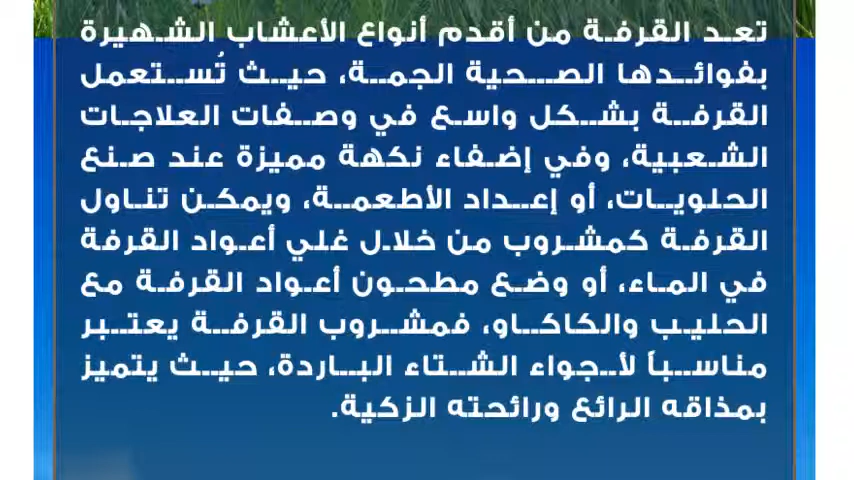 تعد القرفة من أقدم أنواع الأعشاب الشهيرة
بفوائدها الصحية الجمة، حيث تُستعمل
القرفة بشكل واسع في وصفات العلاجات
الشعبية، وفي إضفاء نكهة مميزة عند صنع
الحلويات، أو إعداد الأطعمة، ويمكن تناول
القرفة كمشروب من خلال غلي أعواد القرفة
في الماء، أو وضع مطحون أعواد القرفة مع
الحليب والكاكاو، فمشروب القرفة يعتبر
مناسباً لأجواء الشتاء الباردة، حيث يتميز
بمذاقه الرائع ورائحته الزكية.